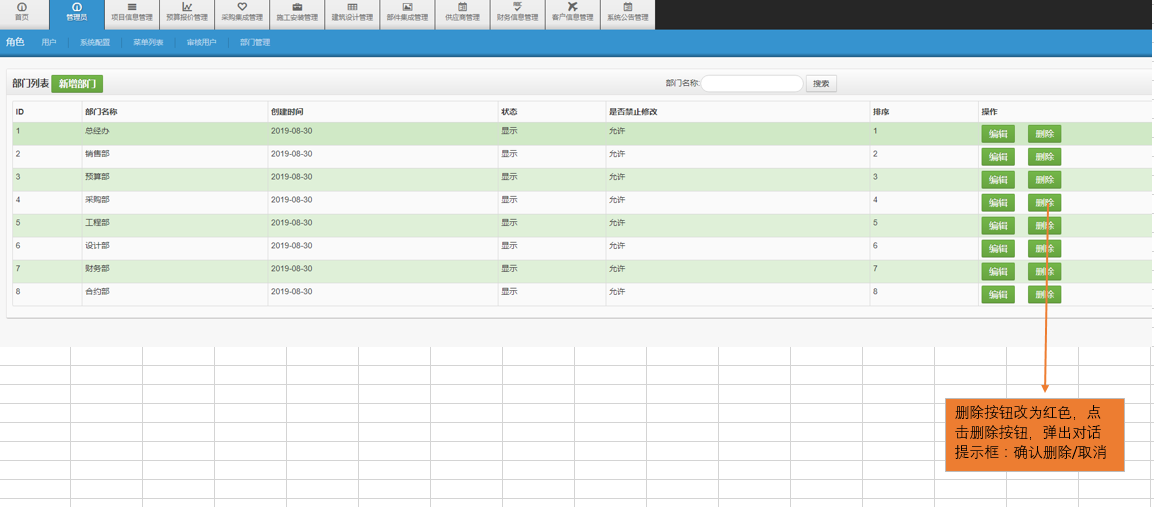 首页 管理员 项目信息管理 预算报价管理 采购集成管理 施工安装管理 建筑设计管理 部件集成管理 供应商管理 财务信息管理 客户信息管理 系统公告管理
角色 用户 系统配置 菜单列表 审核用户 部门管理
部门列表 新增部门 部门名称: 搜索
ID 部门名称 创建时间 状态 是否禁止修改 排序 操作
1 总经办 2019-08-30 显示 允许 1 编辑 删除
2 销售部 2019-08-30 显示 允许 2 编辑 删除
3 预算部 2019-08-30 显示 允许 3 编辑 删除
4 采购部 2019-08-30 显示 允许 4 编辑 删除
5 工程部 2019-08-30 显示 允许 5 编辑 删除
6 设计部 2019-08-30 显示 允许 6 编辑 删除
7 财务部 2019-08-30 显示 允许 7 编辑 删除
8 合约部 2019-08-30 显示 允许 8 编辑 删除
删除按钮改为红色，点
击删除按钮，弹出对话
提示框：确认删除/取消